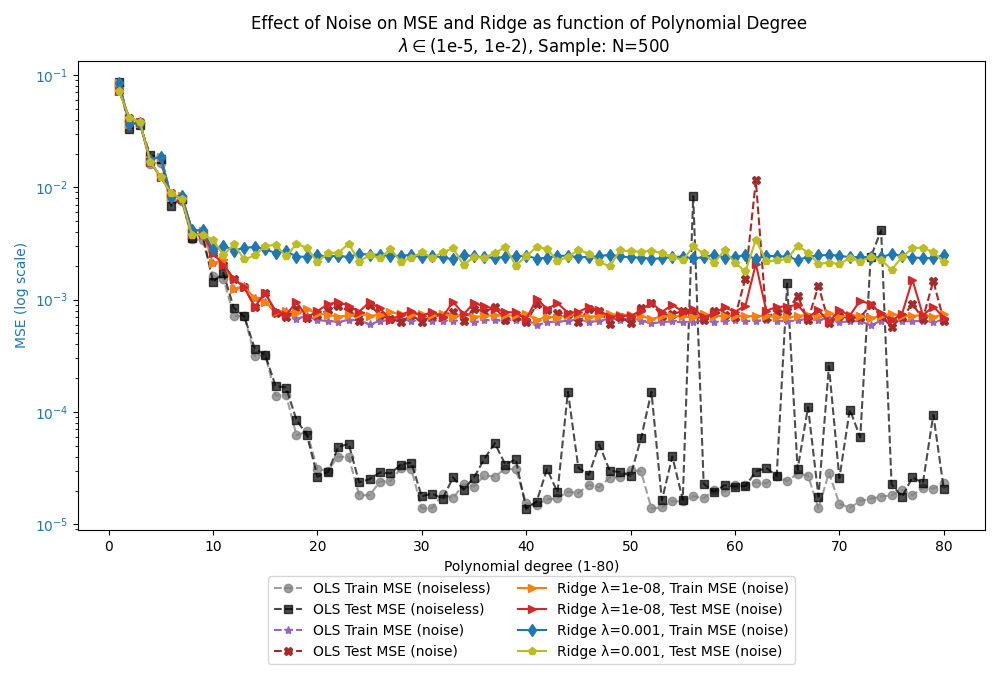 Effect of Noise on MSE and Ridge as function of Polynomial Degree
λ ∈ (1e-5, 1e-2), Sample: N=500
MSE (log scale)
10⁻¹
10⁻²
10⁻³
10⁻⁴
10⁻⁵
0 10 20 30 40 50 60 70 80
Polynomial degree (1-80)
OLS Train MSE (noiseless)
OLS Test MSE (noiseless)
OLS Train MSE (noise)
OLS Test MSE (noise)
Ridge λ=1e-08, Train MSE (noise)
Ridge λ=1e-08, Test MSE (noise)
Ridge λ=0.001, Train MSE (noise)
Ridge λ=0.001, Test MSE (noise)